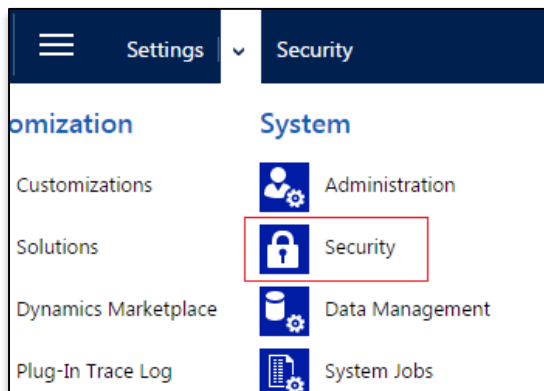 Settings Security
omization
Customizations
Solutions
Dynamics Marketplace
Plug-In Trace Log
System
Administration
Security
Data Management
System Jobs